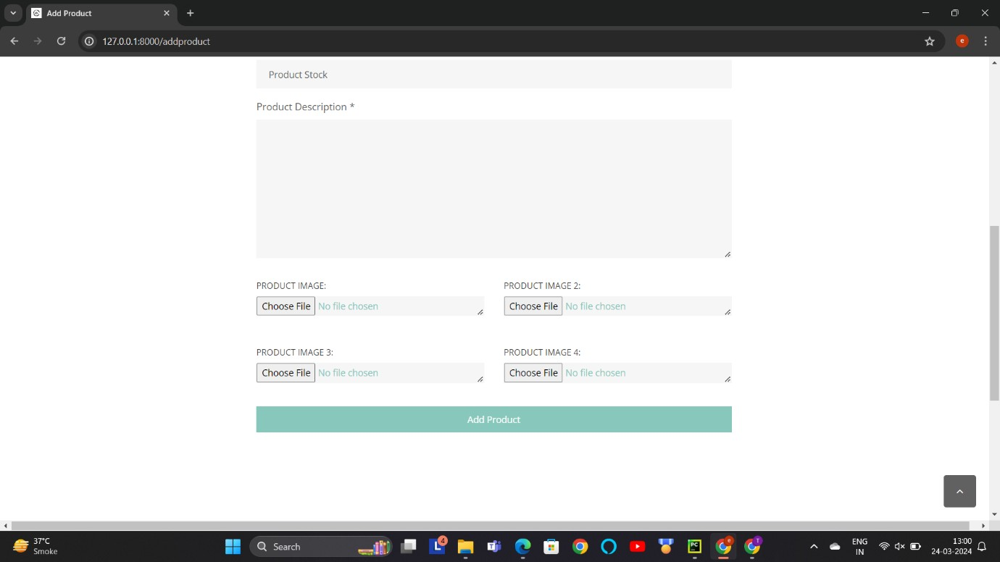 Add Product
127.0.0.1:8000/addproduct
e
Product Stock
Product Description *
PRODUCT IMAGE: PRODUCT IMAGE 2:
Choose File No file chosen Choose File No file chosen
PRODUCT IMAGE 3: PRODUCT IMAGE 4:
Choose File No file chosen Choose File No file chosen
Add Product
37°C
Smoke
Search
L
4
PC
e
T
ENG
IN
13:00
24-03-2024